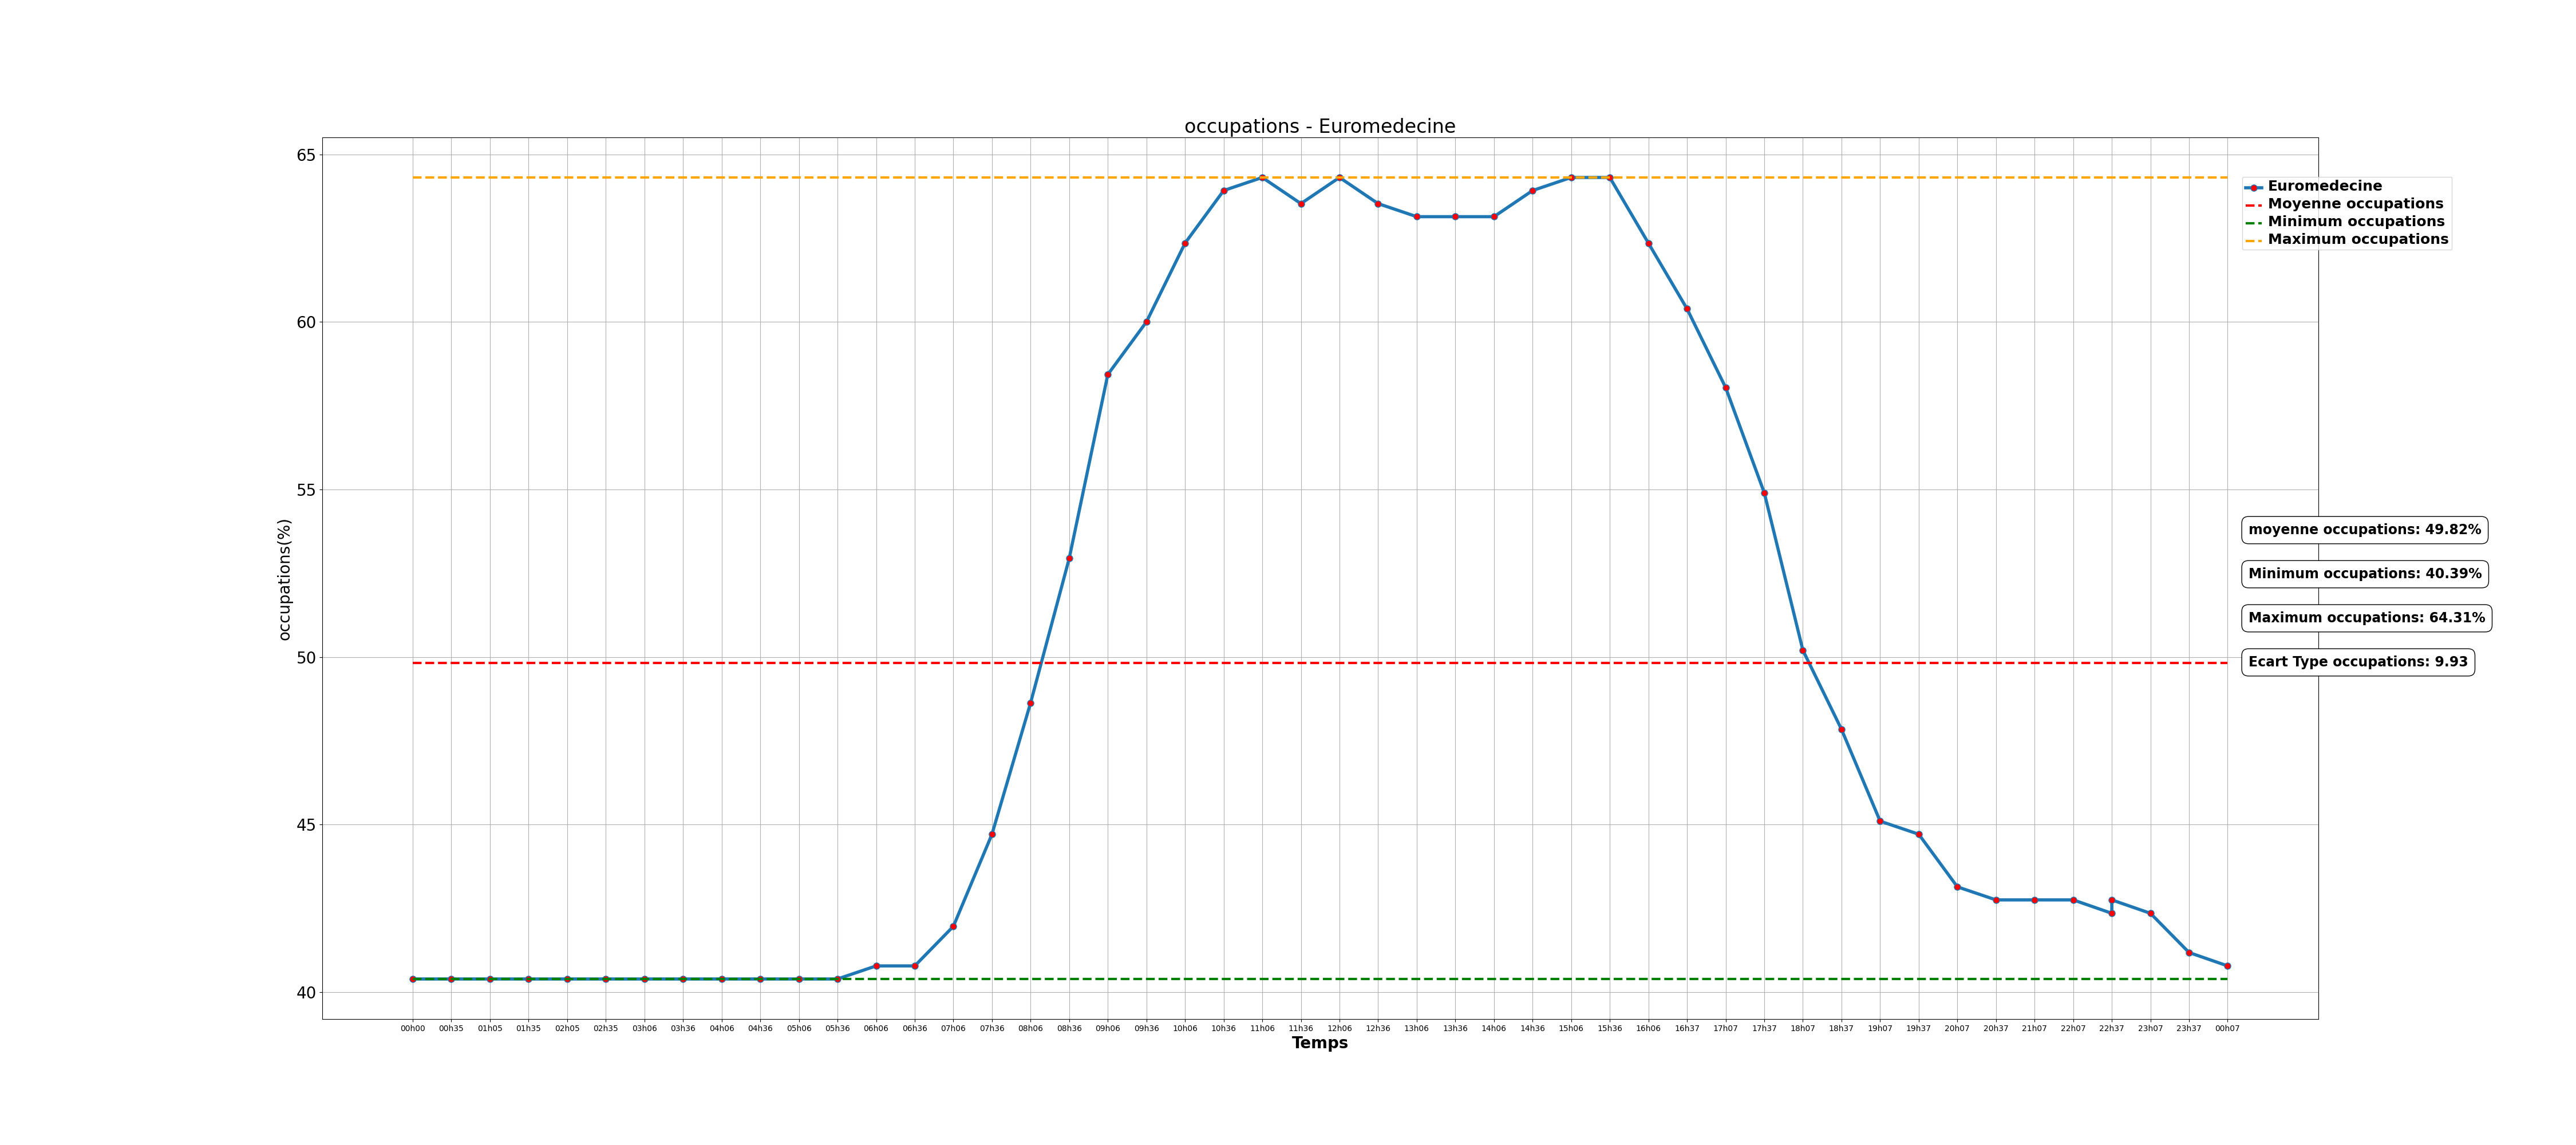 occupations - Euromedecine
65
60
55
50
45
40
occupations(%)
Euromedecine
Moyenne occupations
Minimum occupations
Maximum occupations
moyenne occupations: 49.82%
Minimum occupations: 40.39%
Maximum occupations: 64.31%
Ecart Type occupations: 9.93
00h00 00h35 01h05 01h35 02h05 02h35 03h06 03h36 04h06 04h36 05h06 05h36 06h06 06h36 07h06 07h36 08h06 08h36 09h06 09h36 10h06 10h36 11h06 11h36 12h06 12h36 13h06 13h36 14h06 14h36 15h06 15h36 16h06 16h37 17h07 17h37 18h07 18h37 19h07 19h37 20h07 20h37 21h07 22h07 22h37 23h07 23h37 00h07
Temps